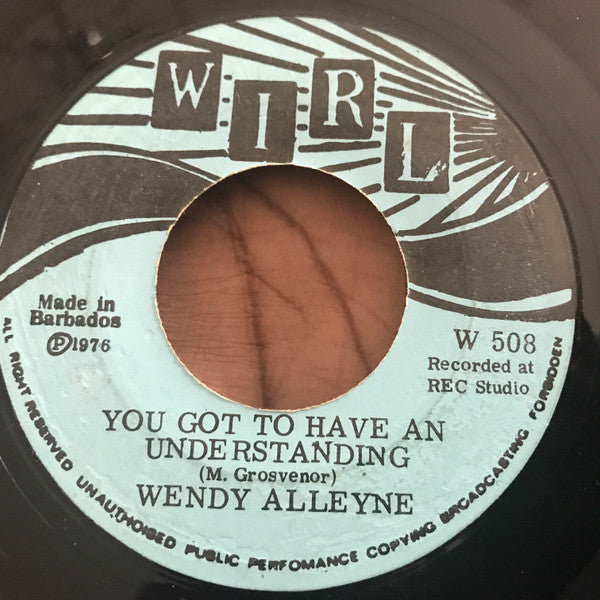 WIRL
Made in
Barbados
Ⓟ1976
W 508
Recorded at
REC Studio
YOU GOT TO HAVE AN
UNDERSTANDING
(M. Grosvenor)
WENDY ALLEYNE
ALL RIGHT RESERVED UNAUTHORISED PUBLIC PERFOMANCE COPYING BROADCASTING FORBIDDEN